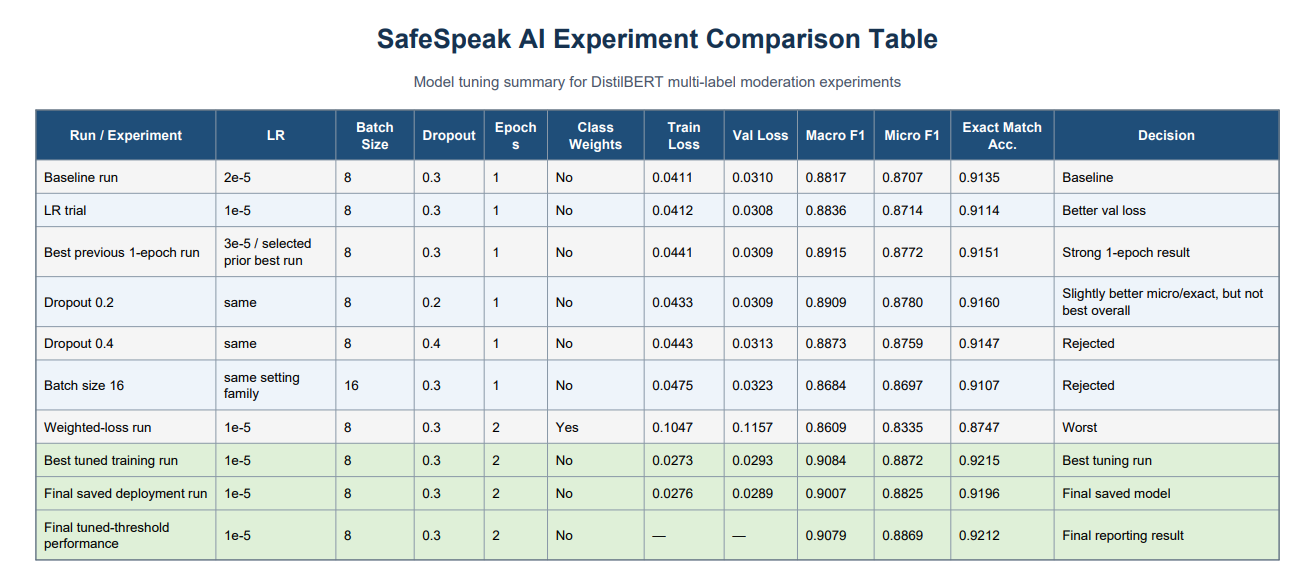 SafeSpeak AI Experiment Comparison Table
Model tuning summary for DistilBERT multi-label moderation experiments
Run / Experiment LR Batch Size Dropout Epochs Class Weights Train Loss Val Loss Macro F1 Micro F1 Exact Match Acc. Decision
Baseline run 2e-5 8 0.3 1 No 0.0411 0.0310 0.8817 0.8707 0.9135 Baseline
LR trial 1e-5 8 0.3 1 No 0.0412 0.0308 0.8836 0.8714 0.9114 Better val loss
Best previous 1-epoch run 3e-5 / selected prior best run 8 0.3 1 No 0.0441 0.0309 0.8915 0.8772 0.9151 Strong 1-epoch result
Dropout 0.2 same 8 0.2 1 No 0.0433 0.0309 0.8909 0.8780 0.9160 Slightly better micro/exact, but not best overall
Dropout 0.4 same 8 0.4 1 No 0.0443 0.0313 0.8873 0.8759 0.9147 Rejected
Batch size 16 same setting family 16 0.3 1 No 0.0475 0.0323 0.8684 0.8697 0.9107 Rejected
Weighted-loss run 1e-5 8 0.3 2 Yes 0.1047 0.1157 0.8609 0.8335 0.8747 Worst
Best tuned training run 1e-5 8 0.3 2 No 0.0273 0.0293 0.9084 0.8872 0.9215 Best tuning run
Final saved deployment run 1e-5 8 0.3 2 No 0.0276 0.0289 0.9007 0.8825 0.9196 Final saved model
Final tuned-threshold performance 1e-5 8 0.3 2 No — — 0.9079 0.8869 0.9212 Final reporting result